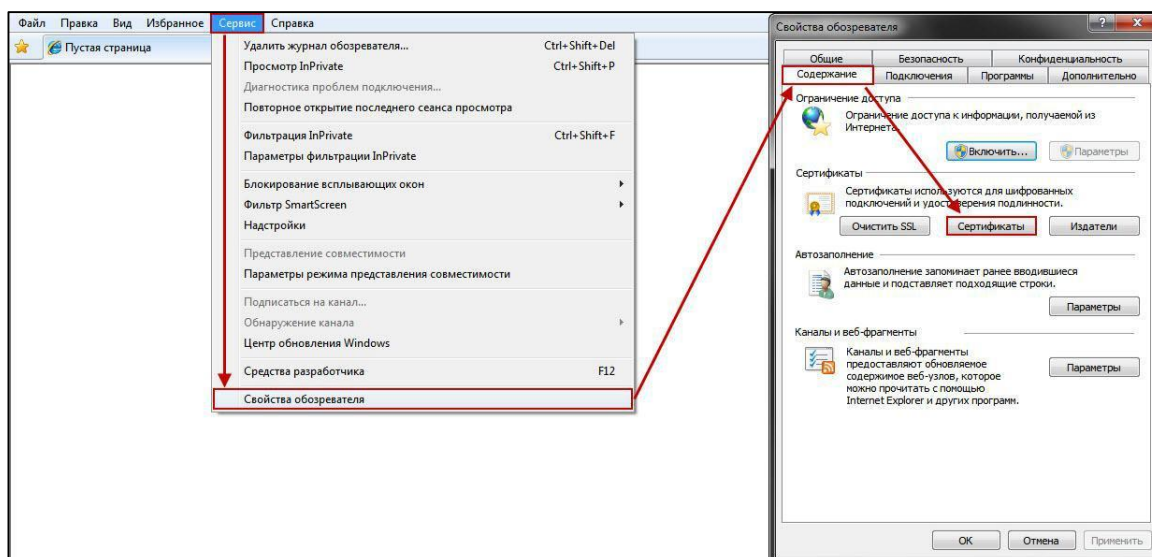 Файл Правка Вид Избранное Сервис Справка
Пустая страница
Удалить журнал обозревателя... Ctrl+Shift+Del
Просмотр InPrivate Ctrl+Shift+P
Диагностика проблем подключения...
Повторное открытие последнего сеанса просмотра
Фильтрация InPrivate Ctrl+Shift+F
Параметры фильтрации InPrivate
Блокирование всплывающих окон
Фильтр SmartScreen
Надстройки
Представление совместимости
Параметры режима представления совместимости
Подписаться на канал...
Обнаружение канала
Центр обновления Windows
Средства разработчика F12
Свойства обозревателя
Свойства обозревателя
Общие Безопасность Конфиденциальность
Содержание Подключения Программы Дополнительно
Ограничение доступа
Ограничение доступа к информации, получаемой из
Интернета.
Включить... Параметры
Сертификаты
Сертификаты используются для шифрованных
подключений и удостоверения подлинности.
Очистить SSL Сертификаты Издатели
Автозаполнение
Автозаполнение запоминает ранее вводившиеся
данные и подставляет подходящие строки.
Параметры
Каналы и веб-фрагменты
Каналы и веб-фрагменты
предоставляют обновляемое
содержимое веб-узлов, которое
можно прочитать с помощью
Internet Explorer и других программ.
Параметры
ОК Отмена Применить